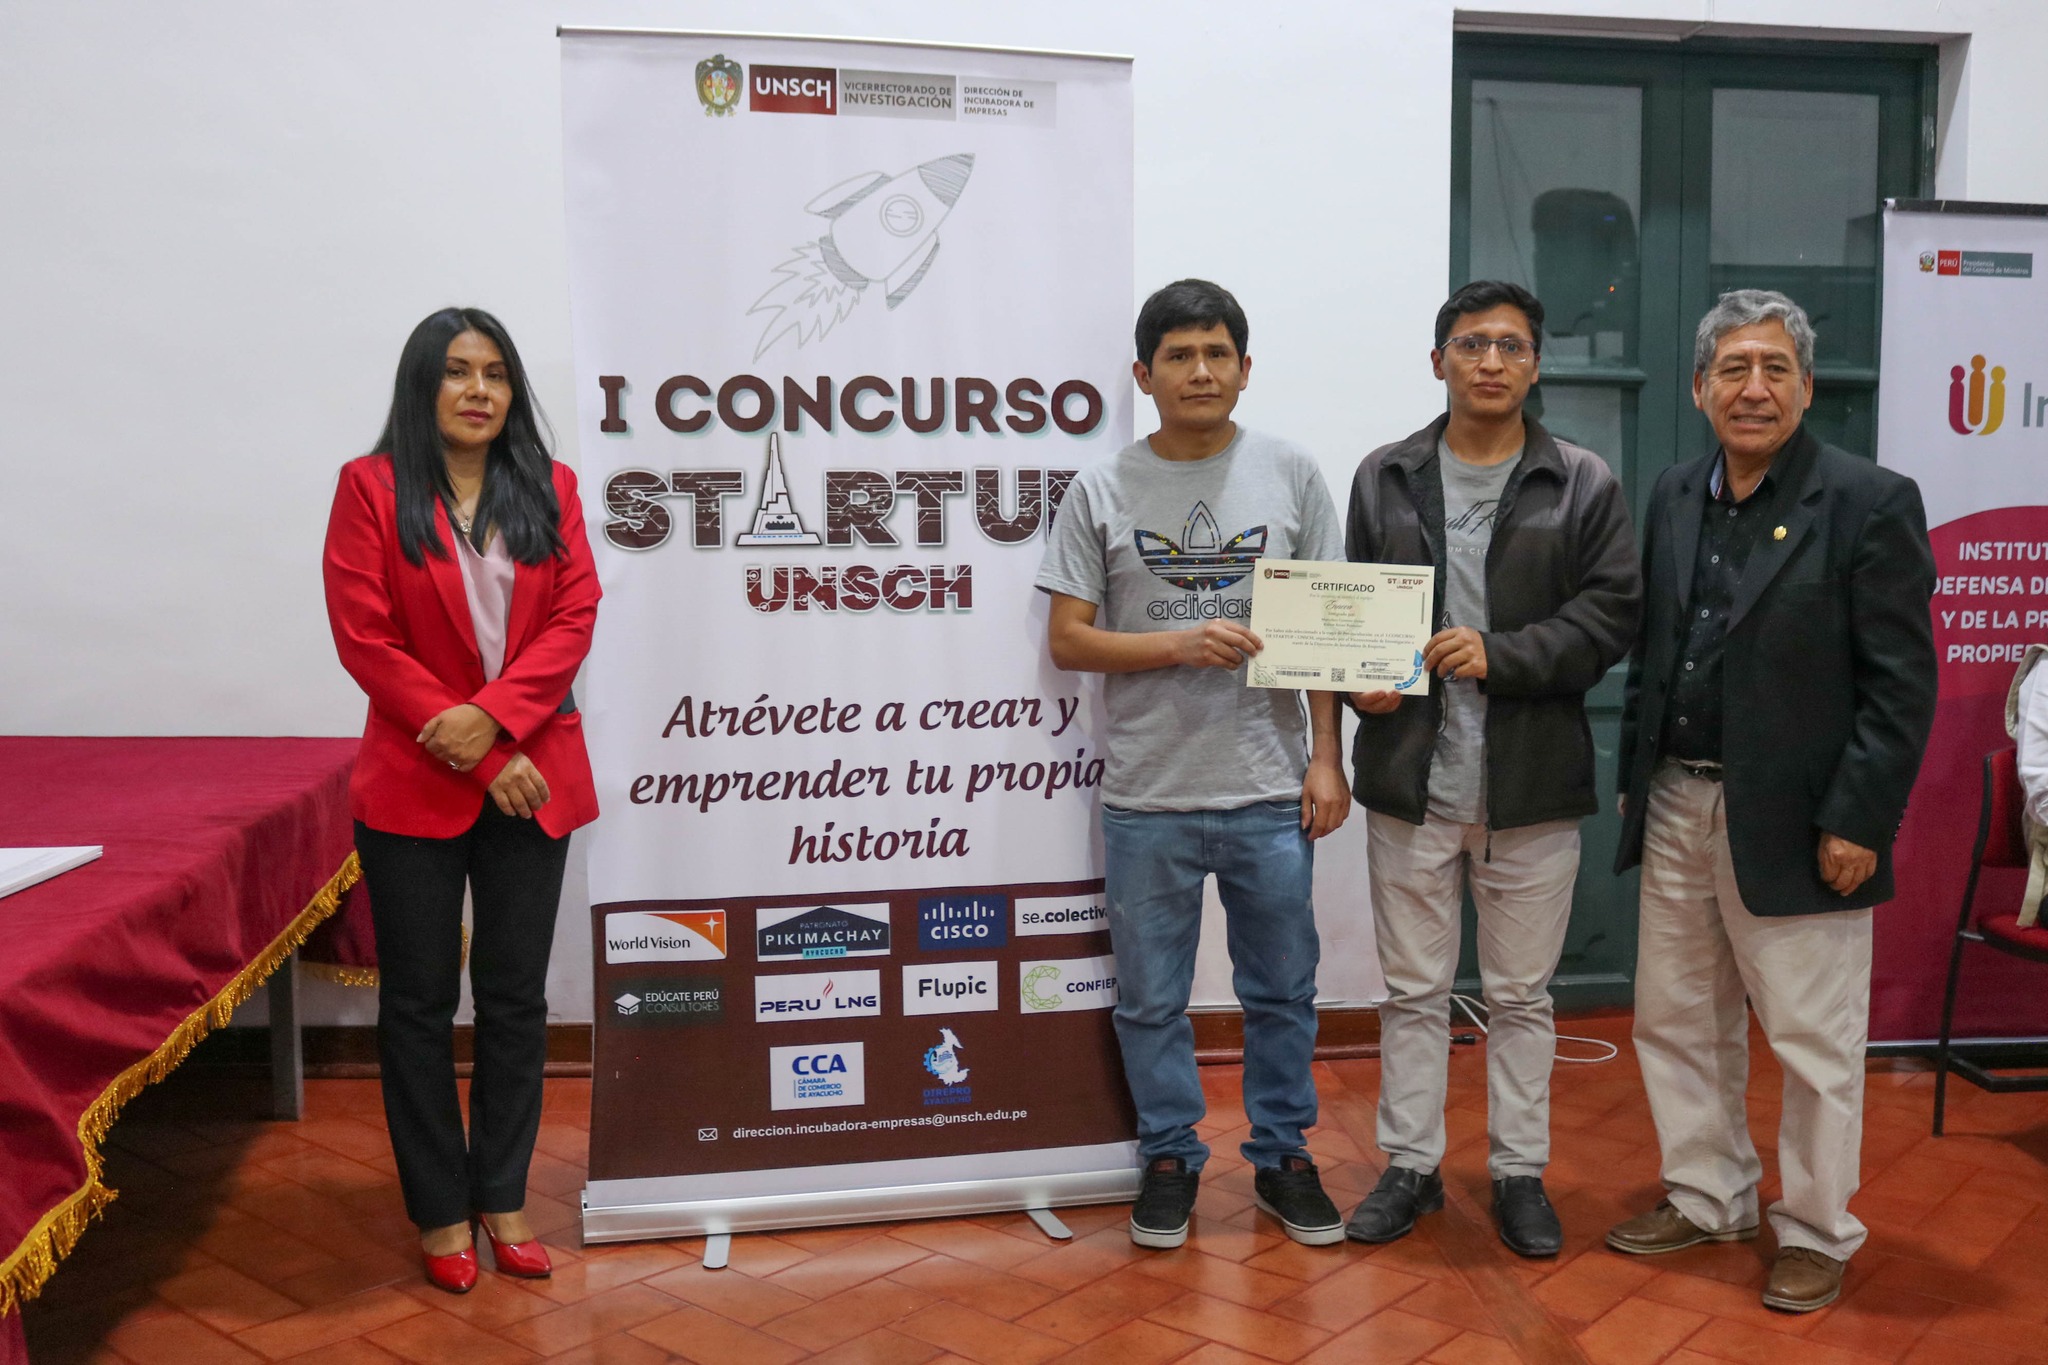 UNSCH
VICERRECTORADO DE
INVESTIGACIÓN
DIRECCIÓN DE
INCUBADORA DE
EMPRESAS
I CONCURSO
STARTUP
UNSCH
Atrévete a crear y
emprender tu propia
historia
World Vision
PATRONATO
PIKIMACHAY
AYACUCHO
CISCO
se.colectiva
EDÚCATE PERÚ
CONSULTORES
PERU LNG
Flupic
CONFIEP
CCA
CÁMARA
DE COMERCIO
DE AYACUCHO
DIREPRO
AYACUCHO
direccion.incubadora-empresas@unsch.edu.pe
adidas
UNSCH
STARTUP
UNSCH
CERTIFICADO
PERÚ
Presidencia
del Consejo de Ministros
In
INSTITUT
DEFENSA DE
Y DE LA PR
PROPIE